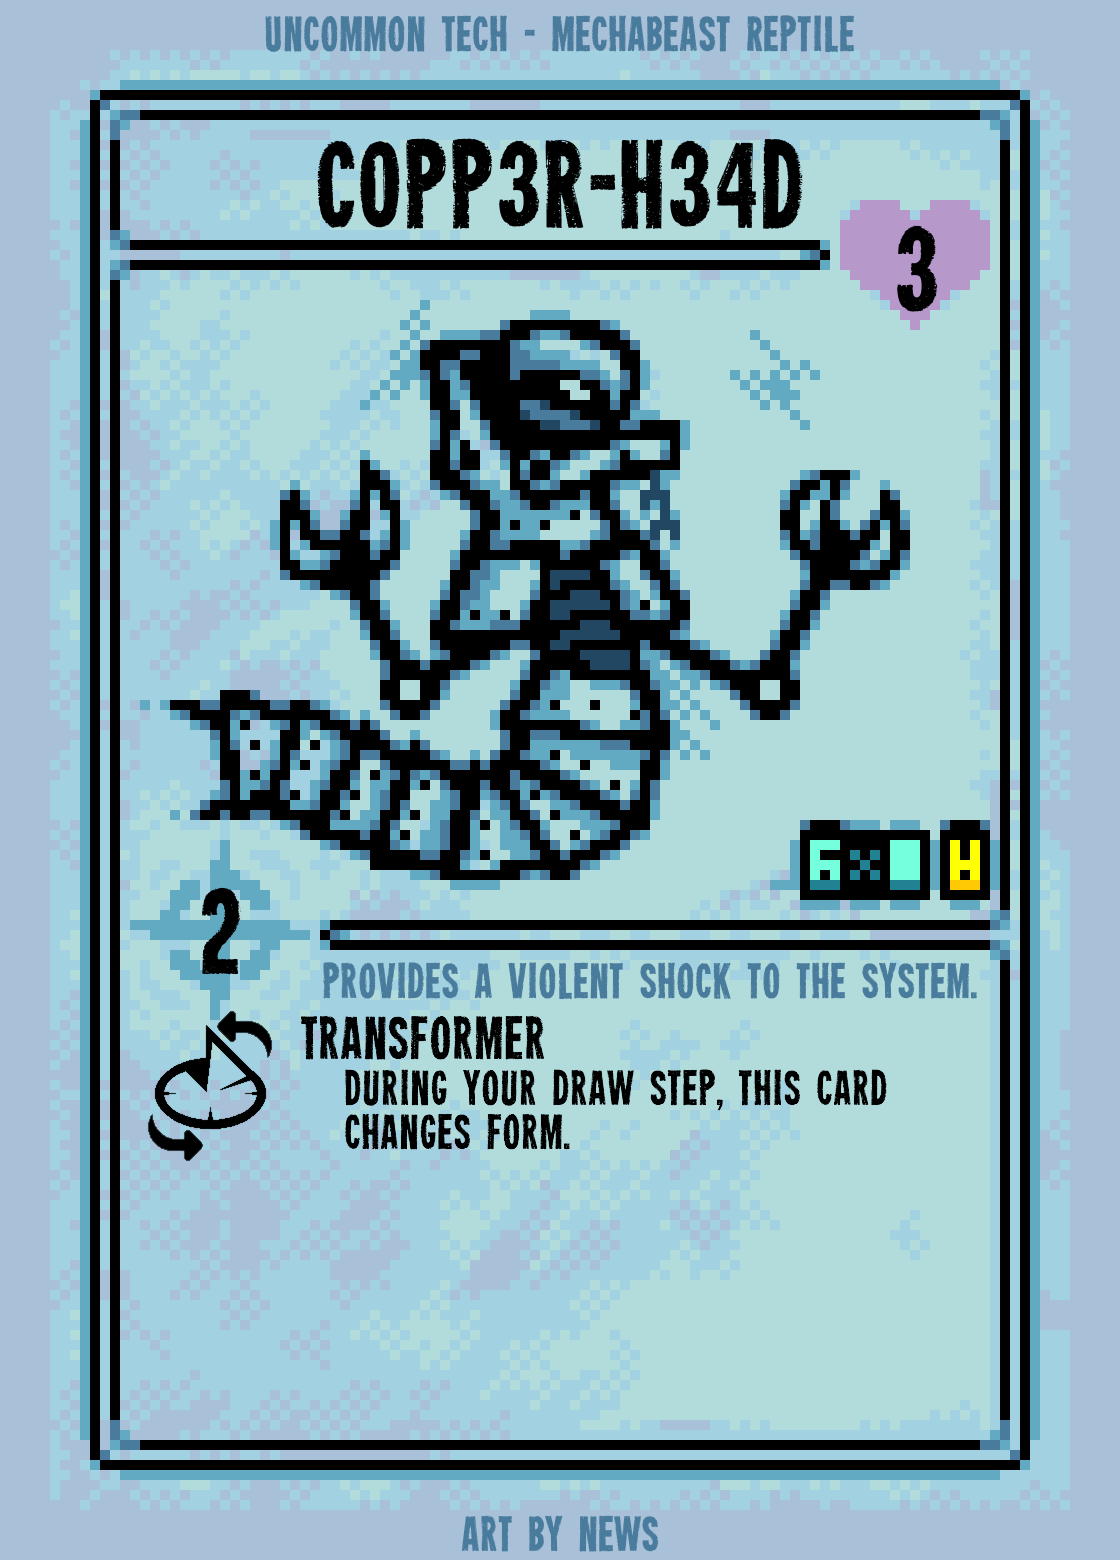 UNCOMMON TECH - MECHABEAST REPTILE
C0PP3R-H34D
3
2
PROVIDES A VIOLENT SHOCK TO THE SYSTEM.
TRANSFORMER
DURING YOUR DRAW STEP, THIS CARD
CHANGES FORM.
ART BY NEWS